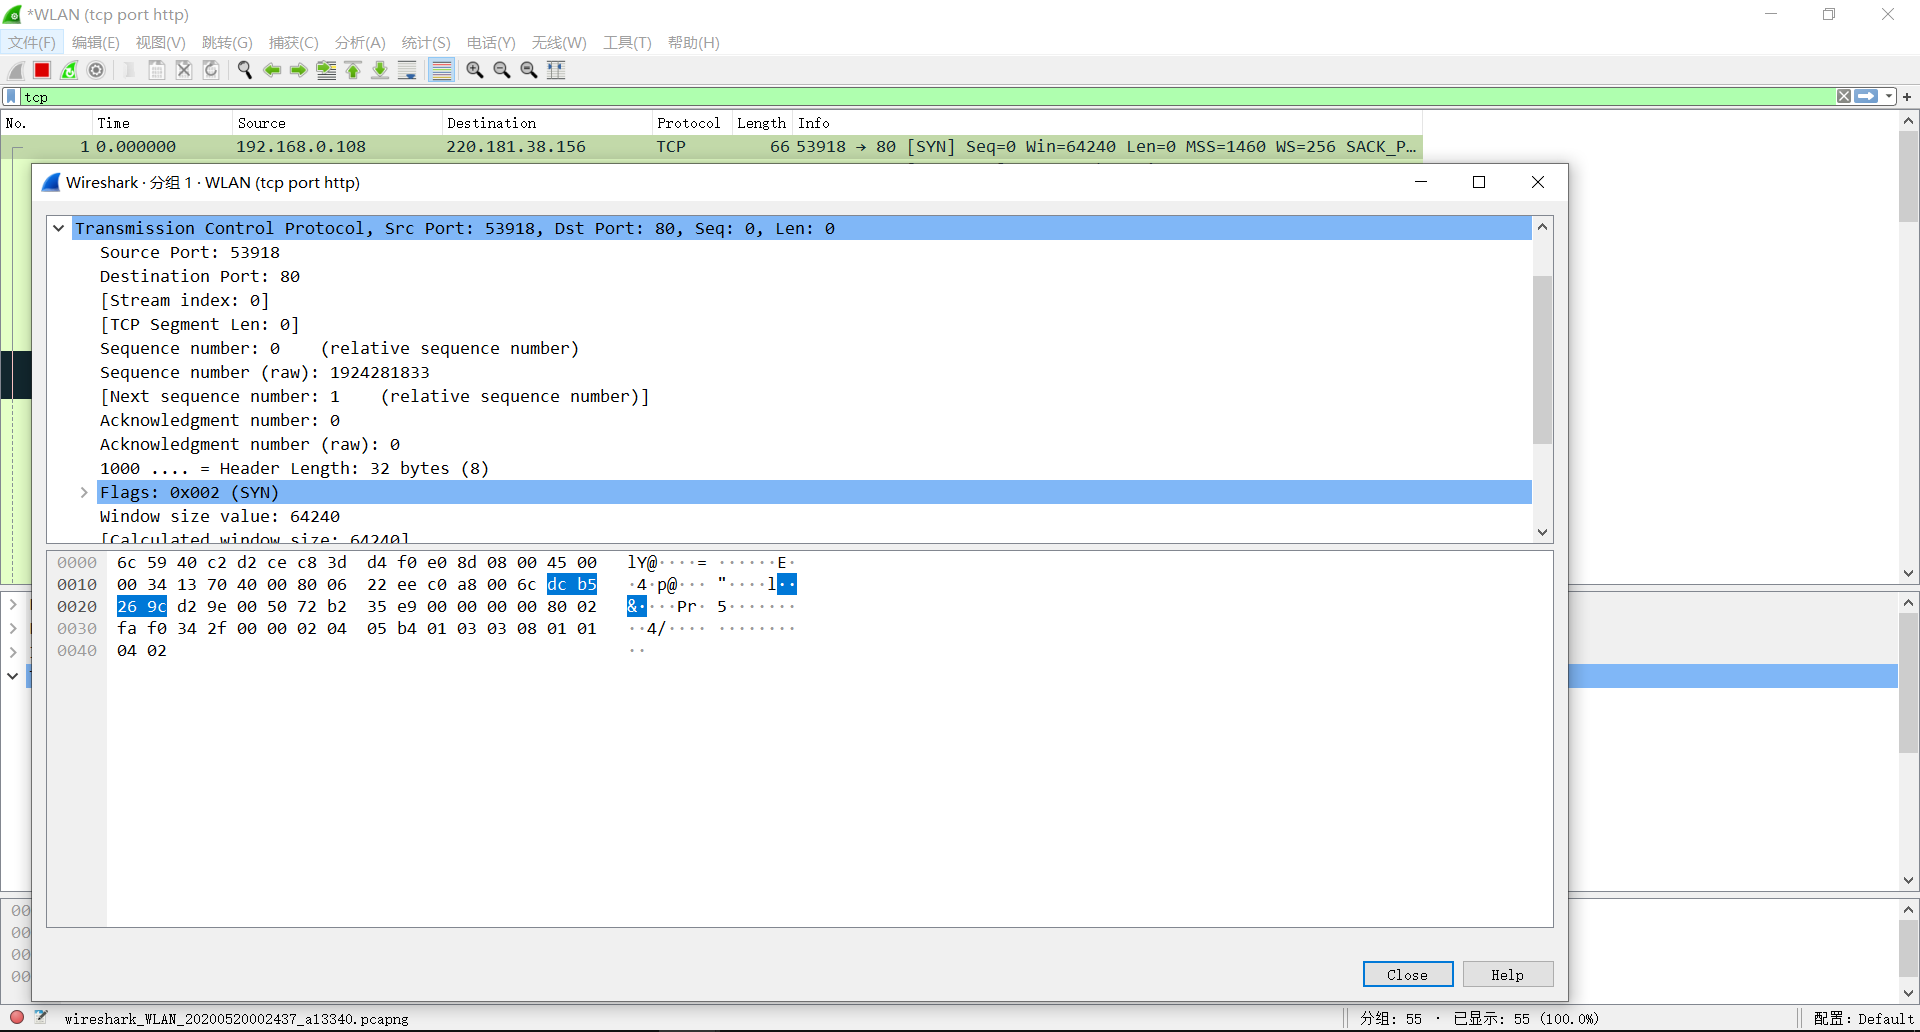 *WLAN (tcp port http)
文件(F) 编辑(E) 视图(V) 跳转(G) 捕获(C) 分析(A) 统计(S) 电话(Y) 无线(W) 工具(T) 帮助(H)
tcp
No. Time Source Destination Protocol Length Info
1 0.000000 192.168.0.108 220.181.38.156 TCP 66 53918 → 80 [SYN] Seq=0 Win=64240 Len=0 MSS=1460 WS=256 SACK_P…
Wireshark · 分组 1 · WLAN (tcp port http)
Transmission Control Protocol, Src Port: 53918, Dst Port: 80, Seq: 0, Len: 0
Source Port: 53918
Destination Port: 80
[Stream index: 0]
[TCP Segment Len: 0]
Sequence number: 0    (relative sequence number)
Sequence number (raw): 1924281833
[Next sequence number: 1    (relative sequence number)]
Acknowledgment number: 0
Acknowledgment number (raw): 0
1000 .... = Header Length: 32 bytes (8)
Flags: 0x002 (SYN)
Window size value: 64240
[Calculated window size: 64240]
0000 6c 59 40 c2 d2 ce c8 3d d4 f0 e0 8d 08 00 45 00 lY@····= ······E·
0010 00 34 13 70 40 00 80 06 22 ee c0 a8 00 6c dc b5 ·4·p@··· "····l··
0020 26 9c d2 9e 00 50 72 b2 35 e9 00 00 00 00 80 02 &····Pr· 5·······
0030 fa f0 34 2f 00 00 02 04 05 b4 01 03 03 08 01 01 ··4/···· ········
0040 04 02 ··
00
00
00
00
Close Help
wireshark_WLAN_20200520002437_a13340.pcapng 分组: 55 · 已显示: 55 (100.0%) 配置: Default